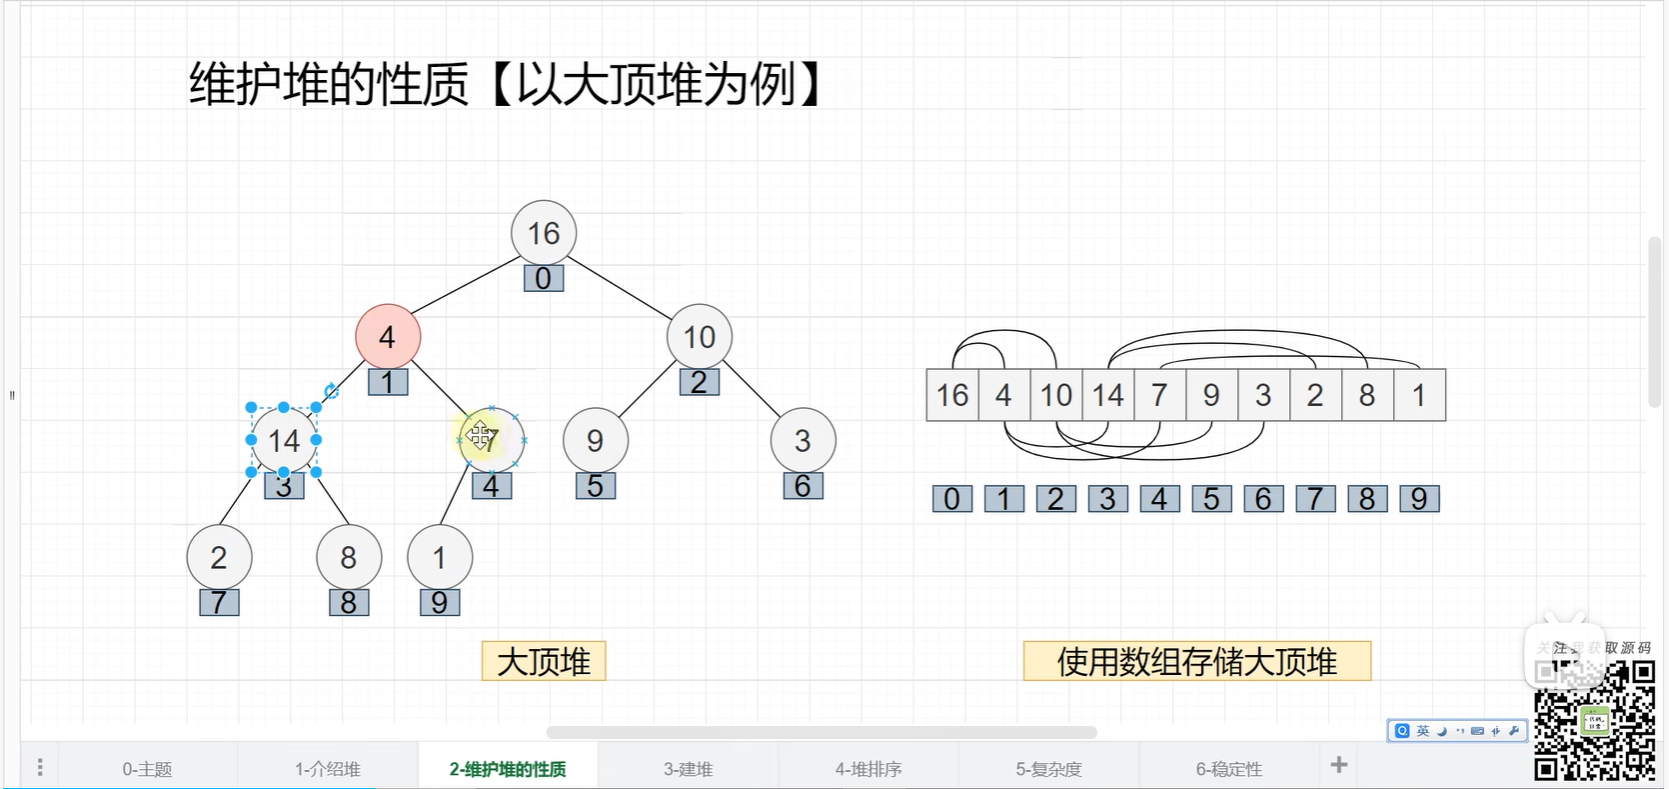 维护堆的性质【以大顶堆为例】
16
0
4
10
1
2
14
7
9
3
3
4
5
6
2
8
1
7
8
9
16 4 10 14 7 9 3 2 8 1
0 1 2 3 4 5 6 7 8 9
大顶堆
使用数组存储大顶堆
关注我获取源码
英
0-主题
1-介绍堆
2-维护堆的性质
3-建堆
4-堆排序
5-复杂度
6-稳定性
+